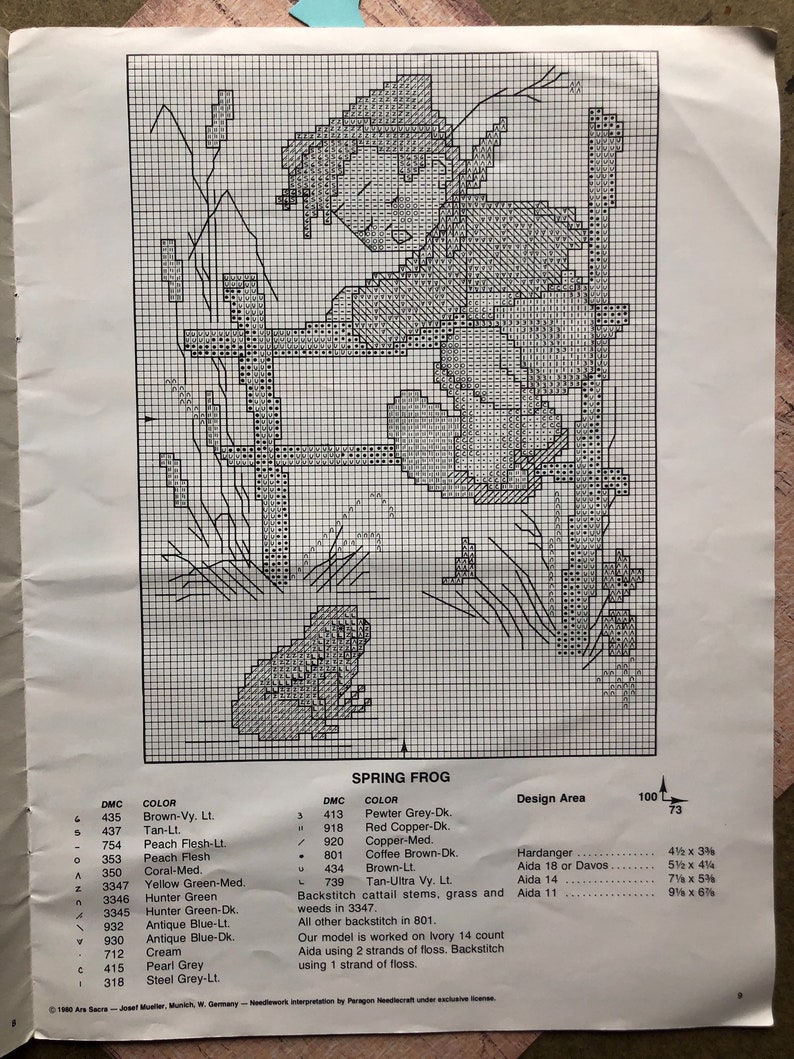 SPRING FROG
DMC COLOR
435 Brown-Vy. Lt.
437 Tan-Lt.
754 Peach Flesh-Lt.
353 Peach Flesh
350 Coral-Med.
3347 Yellow Green-Med.
3346 Hunter Green
3345 Hunter Green-Dk.
932 Antique Blue-Lt.
930 Antique Blue-Dk.
712 Cream
415 Pearl Grey
318 Steel Grey-Lt.
DMC COLOR
413 Pewter Grey-Dk.
918 Red Copper-Dk.
920 Copper-Med.
801 Coffee Brown-Dk.
434 Brown-Lt.
739 Tan-Ultra Vy. Lt.
Backstitch cattail stems, grass and
weeds in 3347.
All other backstitch in 801.
Our model is worked on Ivory 14 count
Aida using 2 strands of floss. Backstitch
using 1 strand of floss.
Design Area 100
73
Hardanger ............ 4½ x 3⅜
Aida 18 or Davos........ 5½ x 4¼
Aida 14 .............. 7⅛ x 5⅜
Aida 11 .............. 9⅛ x 6⅞
© 1980 Ars Sacra — Josef Mueller, Munich, W. Germany — Needlework interpretation by Paragon Needlecraft under exclusive license.
9